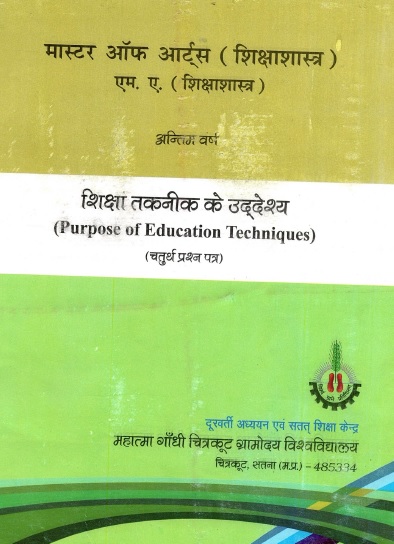 मास्टर ऑफ आर्ट्स ( शिक्षाशास्त्र )
एम. ए. ( शिक्षाशास्त्र )
अन्तिम वर्ष
शिक्षा तकनीक के उद्देश्य
(Purpose of Education Techniques)
(चतुर्थ प्रश्न पत्र)
दूरवर्ती अध्ययन एवं सतत् शिक्षा केन्द्र
महात्मा गाँधी चित्रकूट ग्रामोदय विश्वविद्यालय
चित्रकूट, सतना (म.प्र.) - 485334